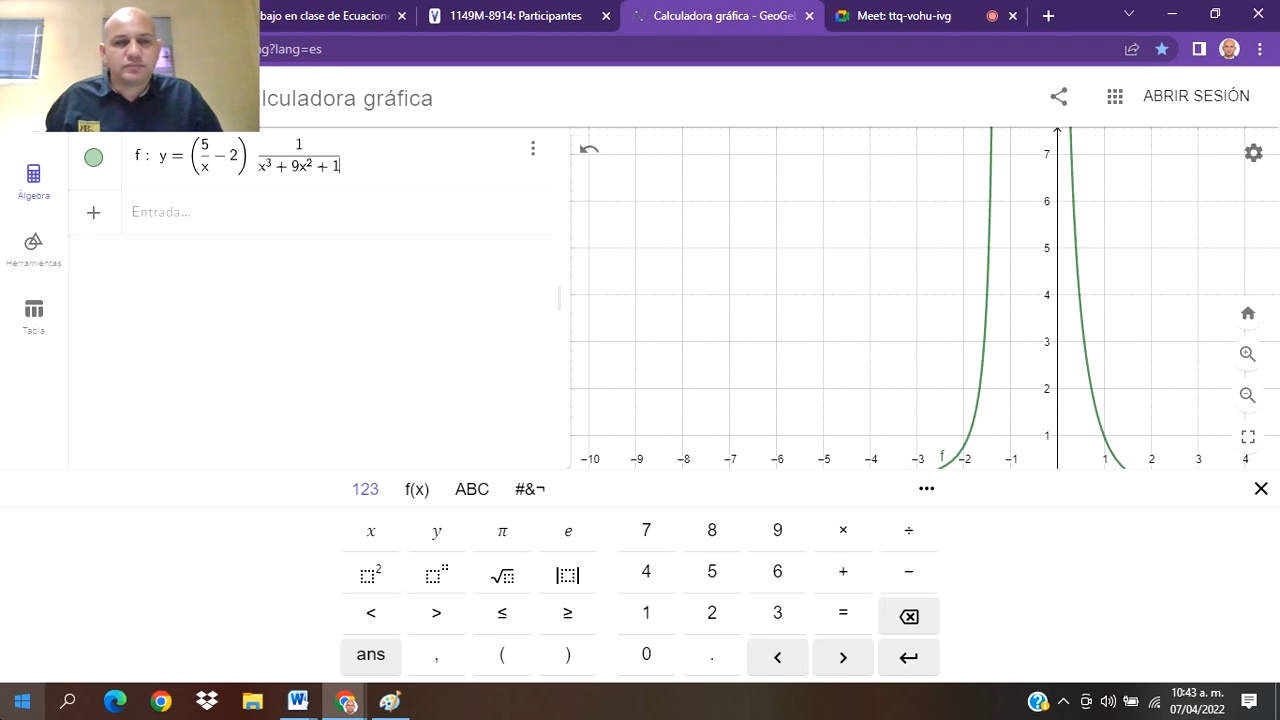 bajo en clase de Ecuacion
1149M-8914: Participantes
Calculadora gráfica - GeoGel
Meet: ttq-vohu-ivg
ng?lang=es
lculadora gráfica
ABRIR SESIÓN
f : y = (5/x − 2) 1/(x³ + 9x² + 1
Entrada...
Álgebra
Herramientas
Tabla
7
6
5
4
3
2
1
f
−10 −9 −8 −7 −6 −5 −4 −3 −2 −1 1 2 3 4
123 f(x) ABC #&¬
x y π e 7 8 9 × ÷
2 √ | | 4 5 6 + −
< > ≤ ≥ 1 2 3 =
ans , ( ) 0 . < >
10:43 a. m.
07/04/2022